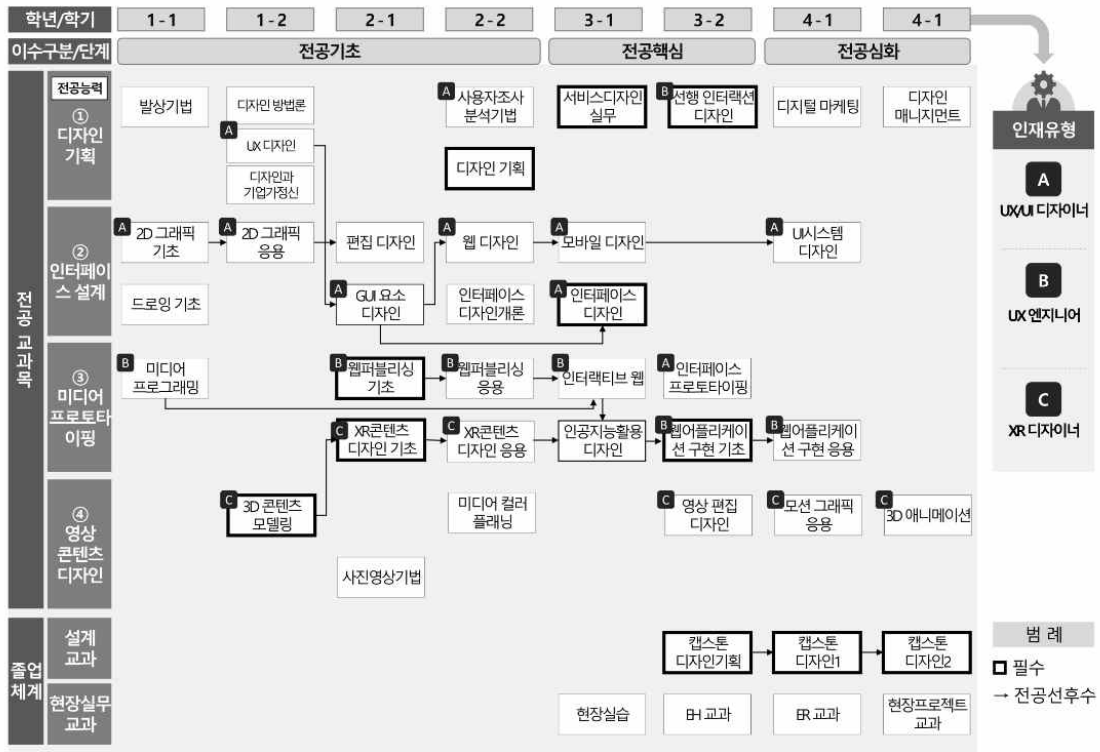 학년/학기
1 - 1
1 - 2
2 - 1
2 - 2
3 - 1
3 - 2
4 - 1
4 - 1
이수구분/단계
전공기초
전공핵심
전공심화
전공 교과목
전공능력
①
디자인
기획
발상기법
디자인 방법론
A
UX 디자인
디자인과
기업가정신
A
사용자조사
분석기법
디자인 기획
서비스디자인
실무
B
선행 인터랙션
디자인
디지털 마케팅
디자인
매니지먼트
②
인터페이
스 설계
A
2D 그래픽
기초
A
2D 그래픽
응용
편집 디자인
A
웹 디자인
A
모바일 디자인
A
UI시스템
디자인
드로잉 기초
A
GUI 요소
디자인
인터페이스
디자인개론
A
인터페이스
디자인
③
미디어
프로토타
이핑
B
미디어
프로그래밍
B
웹퍼블리싱
기초
B
웹퍼블리싱
응용
B
인터랙티브 웹
A
인터페이스
프로토타이핑
C
XR콘텐츠
디자인 기초
C
XR콘텐츠
디자인 응용
인공지능활용
디자인
B
웹어플리케이
션 구현 기초
B
웹어플리케이
션 구현 응용
④
영상
콘텐츠
디자인
C
3D 콘텐츠
모델링
미디어 컬러
플래닝
C
영상 편집
디자인
C
모션 그래픽
응용
C
3D 애니메이션
사진영상기법
졸업
체계
설계
교과
캡스톤
디자인기획
캡스톤
디자인1
캡스톤
디자인2
현장실무
교과
현장실습
EH 교과
ER 교과
현장프로젝트
교과
인재유형
A
UX/UI 디자이너
B
UX 엔지니어
C
XR 디자이너
범 례
필수
→ 전공선후수